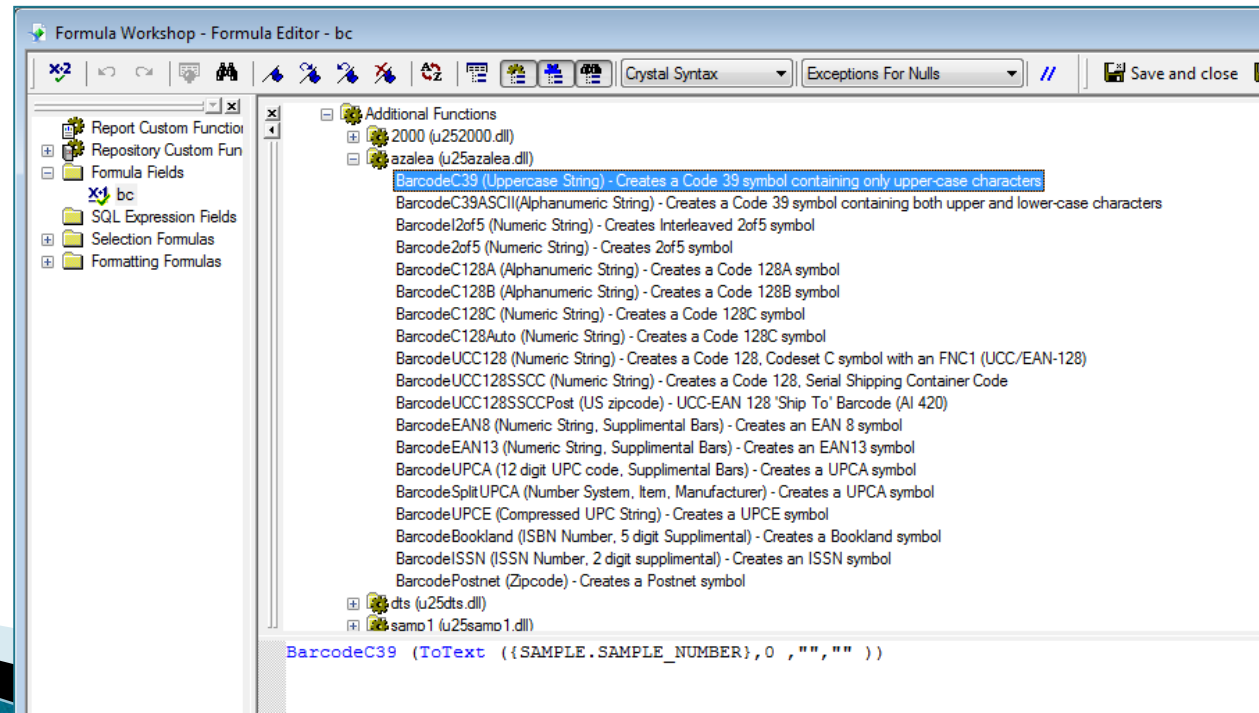 Formula Workshop - Formula Editor - bc
X+2 A Z Crystal Syntax Exceptions For Nulls // Save and close
Report Custom Function
Repository Custom Fun
Formula Fields
X+1 bc
SQL Expression Fields
Selection Formulas
Formatting Formulas
Additional Functions
2000 (u252000.dll)
azalea (u25azalea.dll)
BarcodeC39 (Uppercase String) - Creates a Code 39 symbol containing only upper-case characters
BarcodeC39ASCII(Alphanumeric String) - Creates a Code 39 symbol containing both upper and lower-case characters
BarcodeI2of5 (Numeric String) - Creates Interleaved 2of5 symbol
Barcode2of5 (Numeric String) - Creates 2of5 symbol
BarcodeC128A (Alphanumeric String) - Creates a Code 128A symbol
BarcodeC128B (Alphanumeric String) - Creates a Code 128B symbol
BarcodeC128C (Numeric String) - Creates a Code 128C symbol
BarcodeC128Auto (Numeric String) - Creates a Code 128C symbol
BarcodeUCC128 (Numeric String) - Creates a Code 128, Codeset C symbol with an FNC1 (UCC/EAN-128)
BarcodeUCC128SSCC (Numeric String) - Creates a Code 128, Serial Shipping Container Code
BarcodeUCC128SSCCPost (US zipcode) - UCC-EAN 128 'Ship To' Barcode (AI 420)
BarcodeEAN8 (Numeric String, Supplimental Bars) - Creates an EAN 8 symbol
BarcodeEAN13 (Numeric String, Supplimental Bars) - Creates an EAN13 symbol
BarcodeUPCA (12 digit UPC code, Supplimental Bars) - Creates a UPCA symbol
BarcodeSplitUPCA (Number System, Item, Manufacturer) - Creates a UPCA symbol
BarcodeUPCE (Compressed UPC String) - Creates a UPCE symbol
BarcodeBookland (ISBN Number, 5 digit Supplimental) - Creates a Bookland symbol
BarcodeISSN (ISSN Number, 2 digit supplimental) - Creates an ISSN symbol
BarcodePostnet (Zipcode) - Creates a Postnet symbol
dts (u25dts.dll)
samp1 (u25samp1.dll)
BarcodeC39 (ToText ({SAMPLE.SAMPLE_NUMBER},0 ,"","" ))